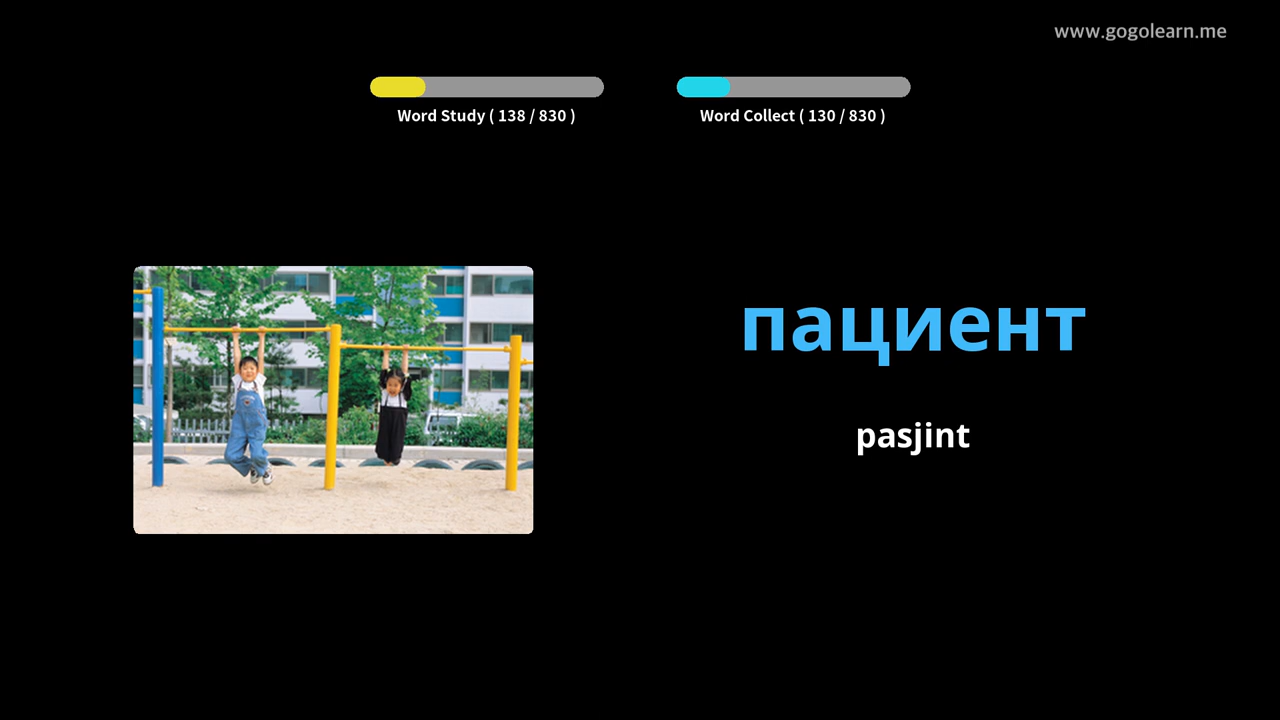 www.gogolearn.me
Word Study ( 138 / 830 )
Word Collect ( 130 / 830 )
пациент
pasjint